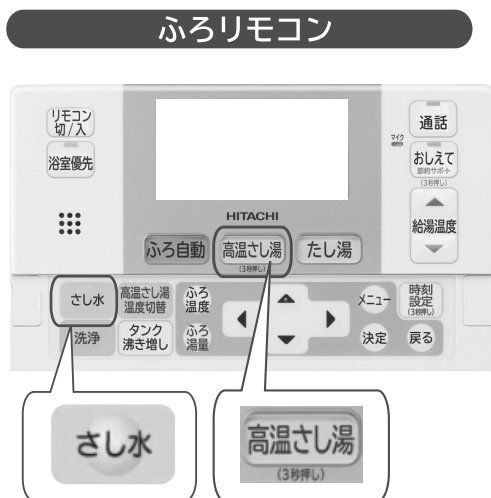 ふろリモコン
リモコン
切/入
通話
マイク
浴室優先
おしえて
節約サポート
(3秒押し)
給湯温度
HITACHI
ふろ自動
高温さし湯
(3秒押し)
たし湯
さし水
高温さし湯
温度切替
ふろ
温度
メニュー
時刻
設定
(3秒押し)
洗浄
タンク
沸き増し
ふろ
湯量
決定
戻る
さし水
高温さし湯
(3秒押し)